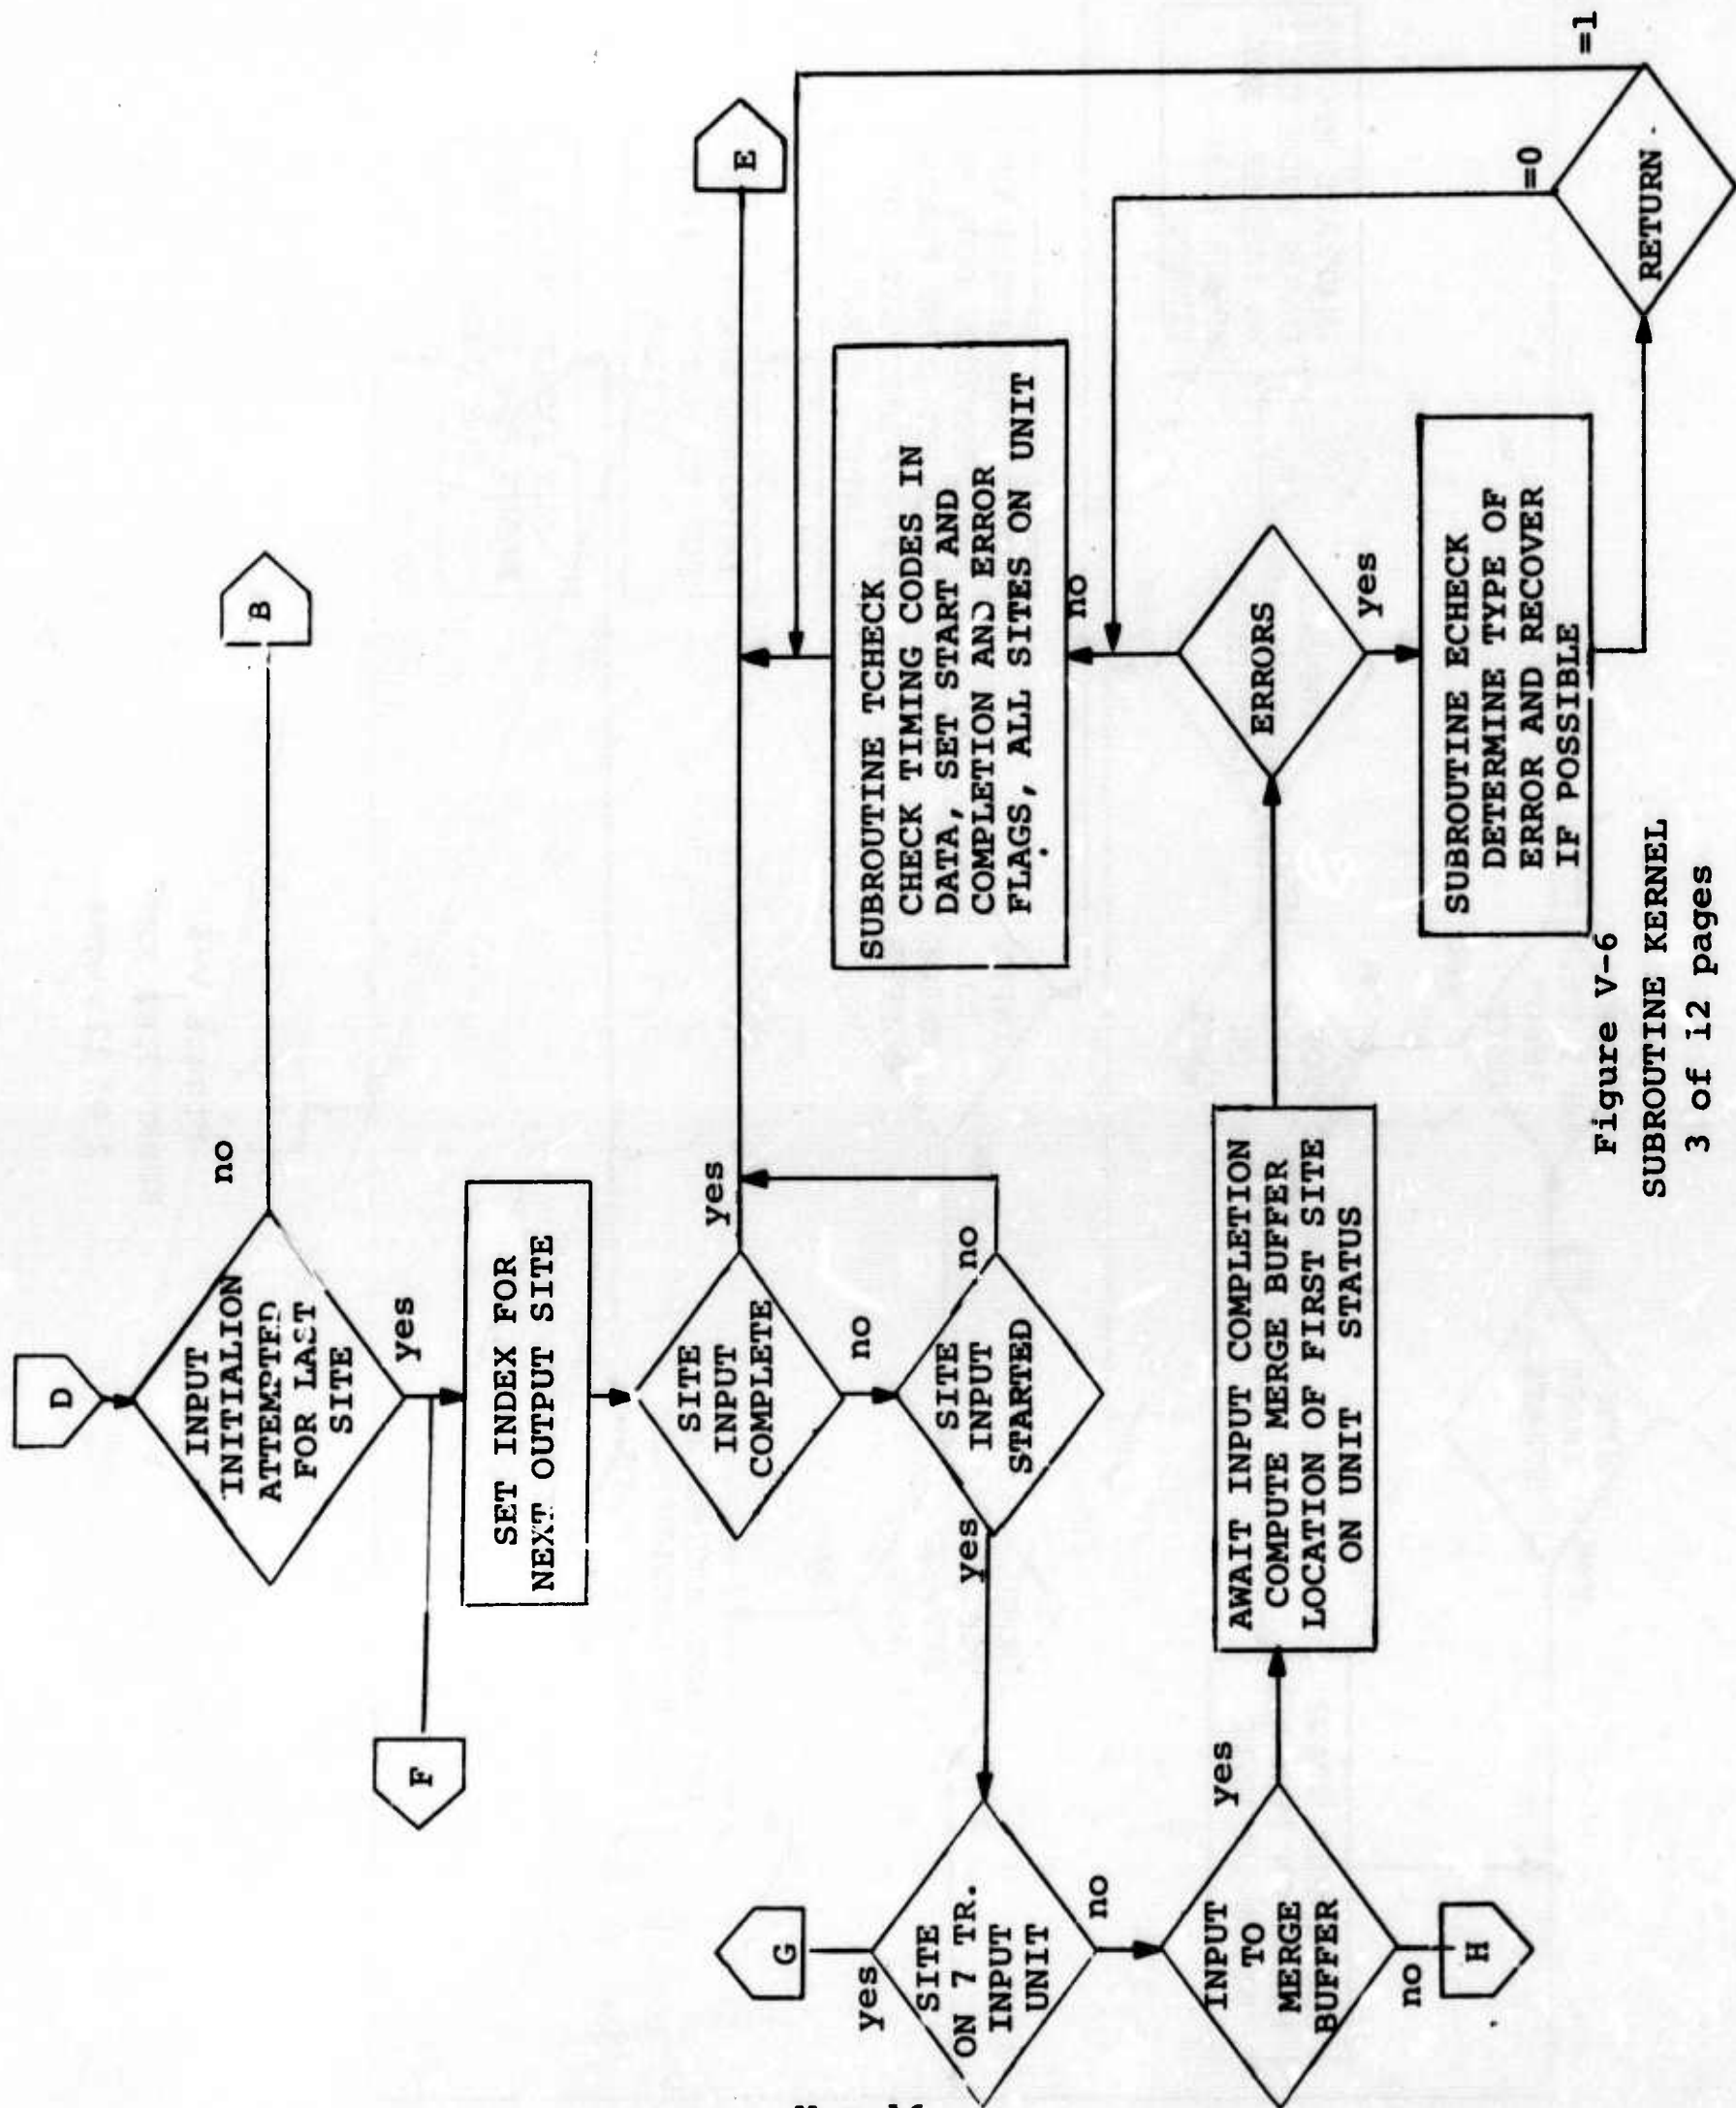 D
INPUT
INITIALION
ATTEMPTED
FOR LAST
SITE
no
B
yes
F
SET INDEX FOR
NEXT OUTPUT SITE
SITE
INPUT
COMPLETE
yes
E
no
SITE
INPUT
STARTED
no
yes
G
yes
SITE
ON 7 TR.
INPUT
UNIT
no
INPUT
TO
MERGE
BUFFER
yes
no
H
AWAIT INPUT COMPLETION
COMPUTE MERGE BUFFER
LOCATION OF FIRST SITE
ON UNIT STATUS
SUBROUTINE TCHECK
CHECK TIMING CODES IN
DATA, SET START AND
COMPLETION AND ERROR
FLAGS, ALL SITES ON UNIT
no
ERRORS
yes
SUBROUTINE ECHECK
DETERMINE TYPE OF
ERROR AND RECOVER
IF POSSIBLE
RETURN
=0
=1
Figure V-6
SUBROUTINE KERNEL
3 of 12 pages